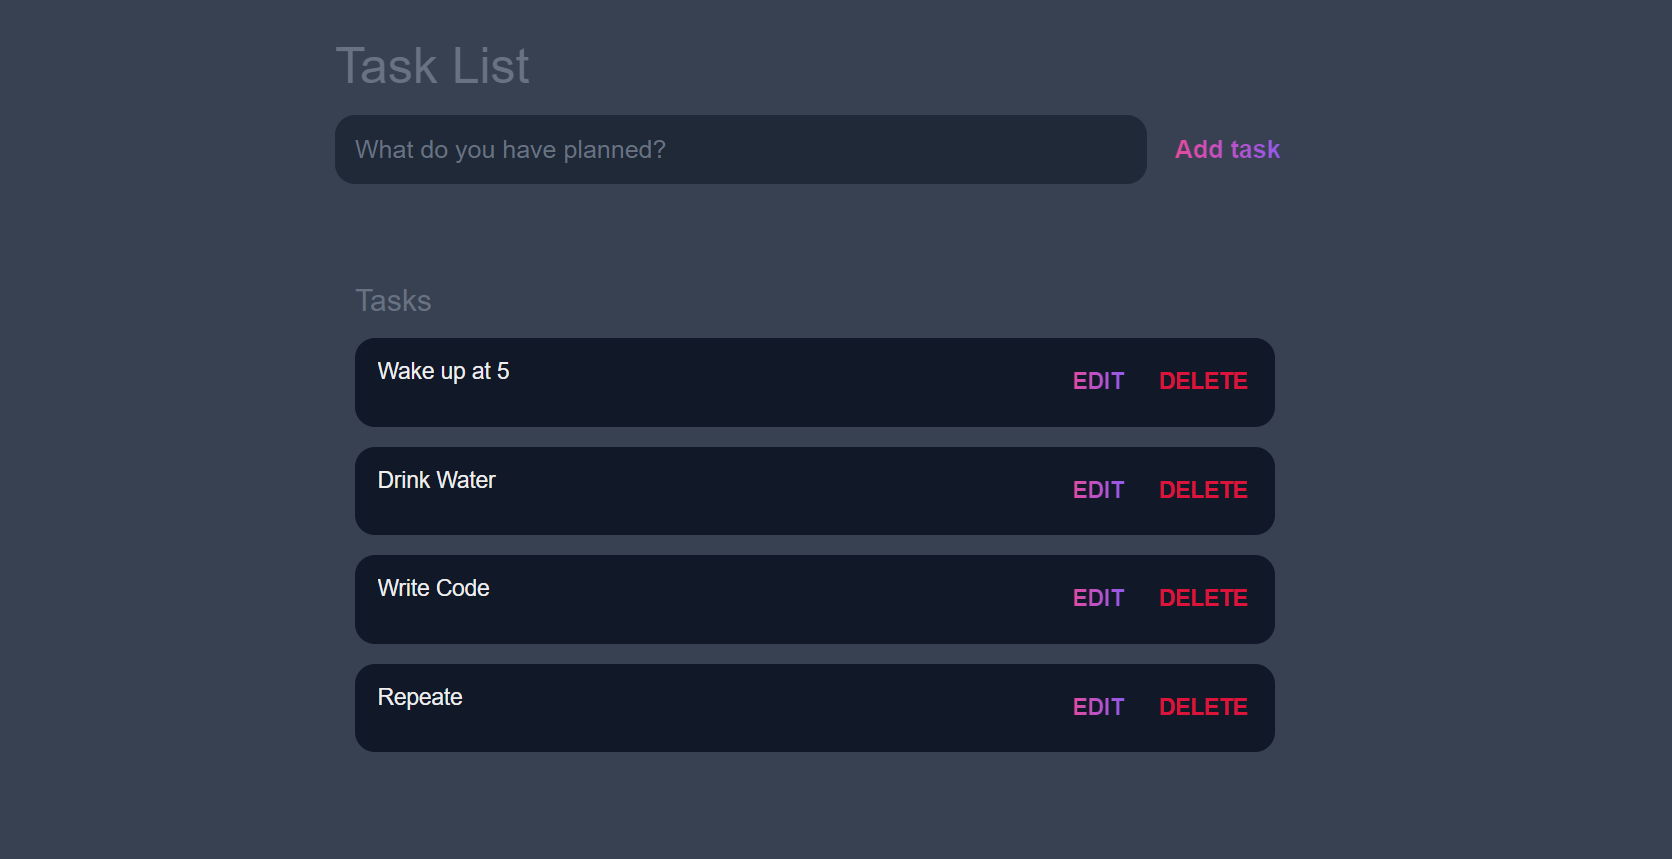 Task List
What do you have planned?
Add task
Tasks
Wake up at 5
EDIT DELETE
Drink Water
EDIT DELETE
Write Code
EDIT DELETE
Repeate
EDIT DELETE